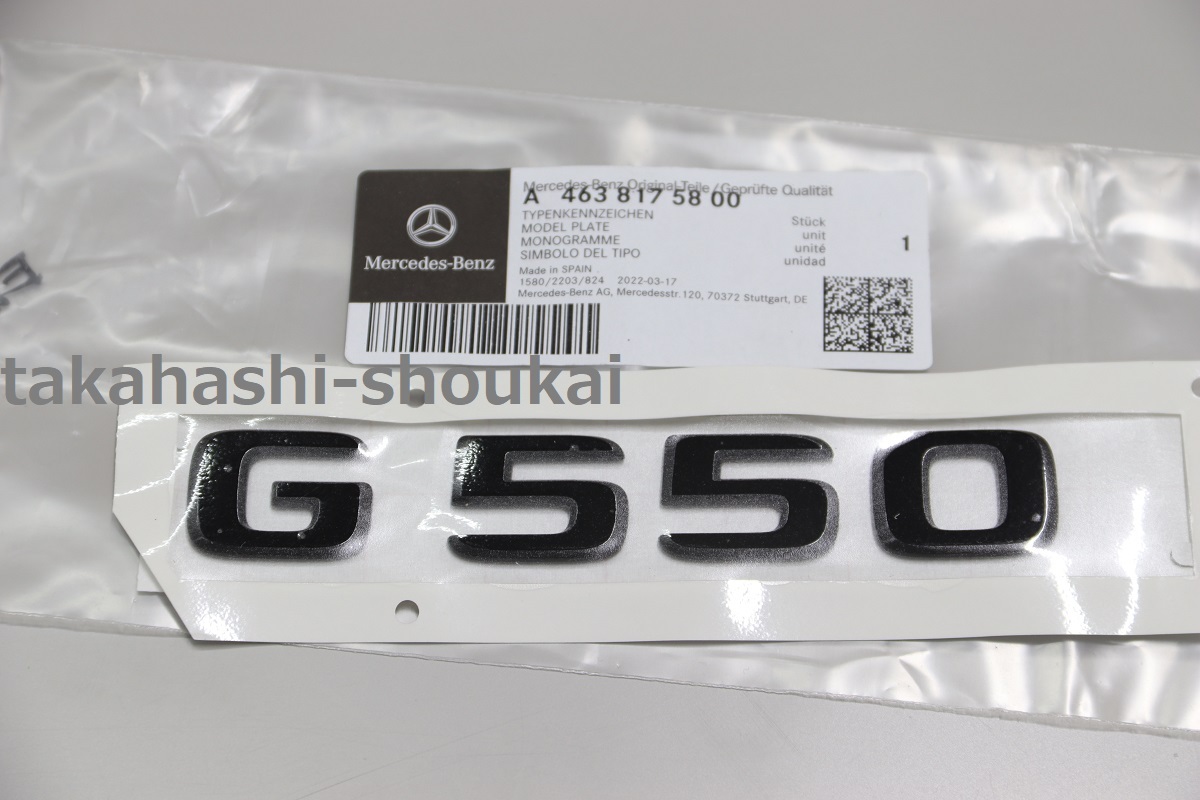 Mercedes-Benz Original-Teile / Geprüfte Qualität
A 463 817 58 00
TYPENKENNZEICHEN
MODEL PLATE
MONOGRAMME
SIMBOLO DEL TIPO
Stück
unit
unité
unidad
1
Mercedes-Benz
Made in SPAIN
1580/2203/824 2022-03-17
Mercedes-Benz AG, Mercedesstr. 120, 70372 Stuttgart, DE
takahashi-shoukai
G 550